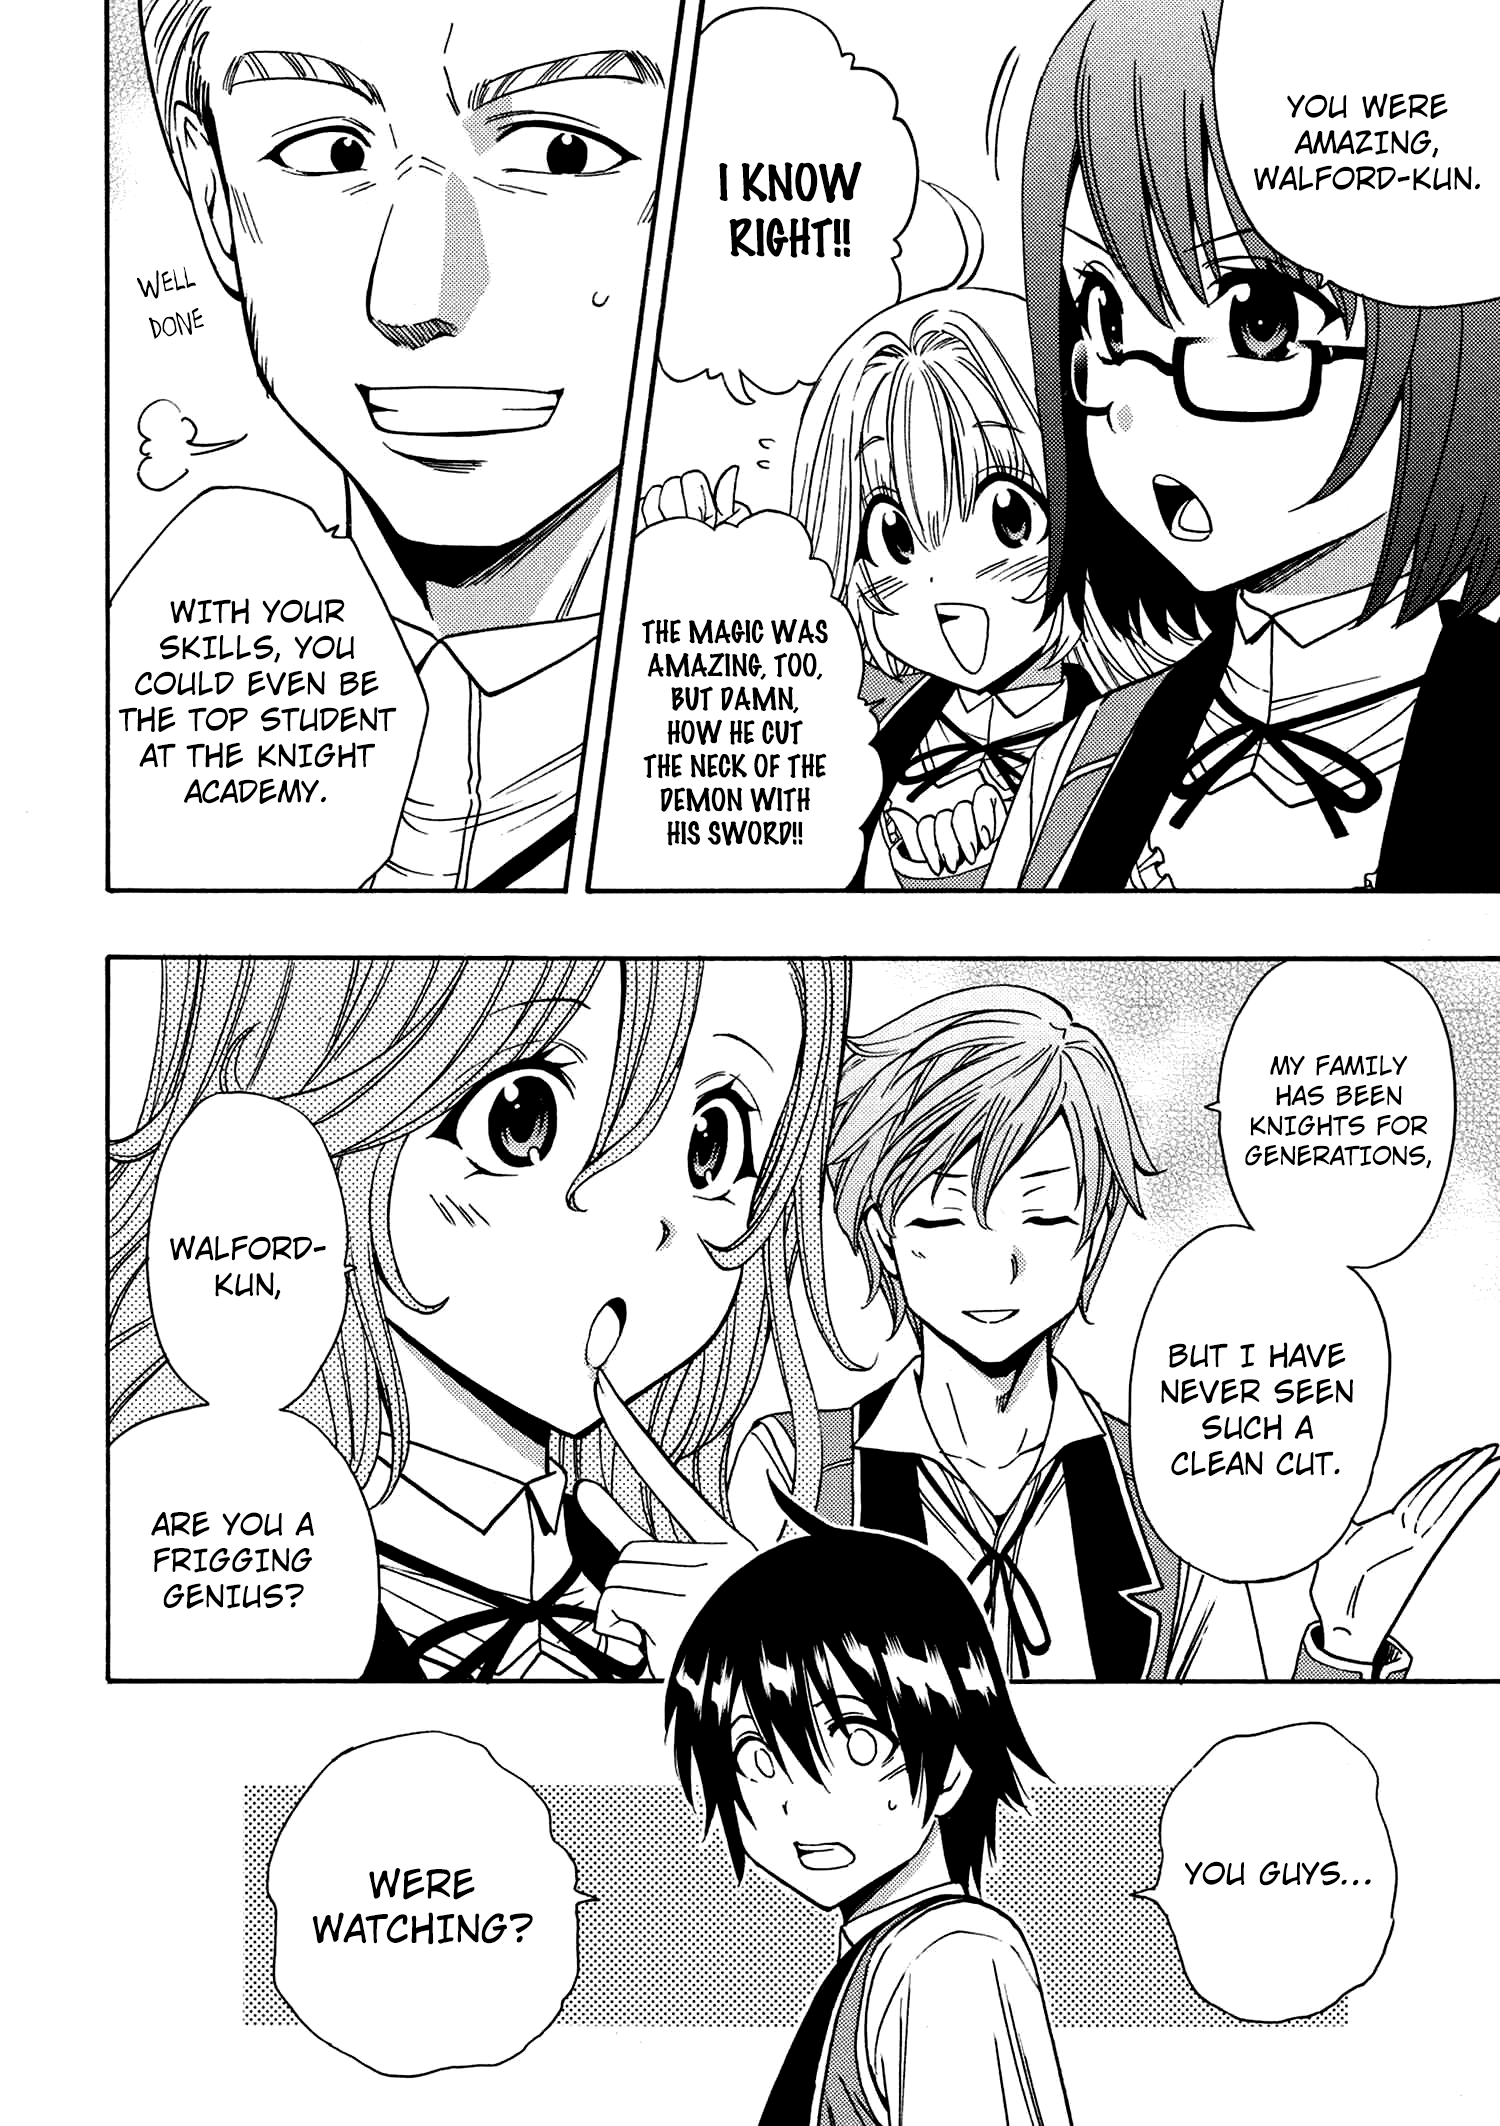 YOU WERE
AMAZING,
WALFORD-KUN.
I KNOW
RIGHT!!
THE MAGIC WAS
AMAZING, TOO,
BUT DAMN,
HOW HE CUT
THE NECK OF THE
DEMON WITH
HIS SWORD!!
WELL
DONE
WITH YOUR
SKILLS, YOU
COULD EVEN BE
THE TOP STUDENT
AT THE KNIGHT
ACADEMY.
MY FAMILY
HAS BEEN
KNIGHTS FOR
GENERATIONS,
BUT I HAVE
NEVER SEEN
SUCH A
CLEAN CUT.
WALFORD-
KUN,
ARE YOU A
FRIGGING
GENIUS?
YOU GUYS...
WERE
WATCHING?